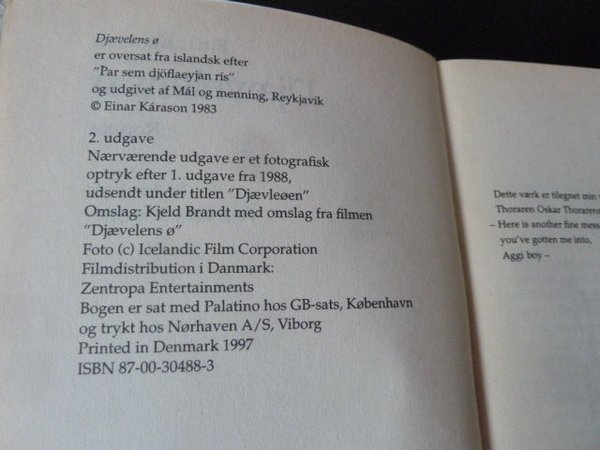 Djævelens ø
er oversat fra islandsk efter
"Par sem djöflaeyjan rís"
og udgivet af Mál og menning, Reykjavik
© Einar Kárason 1983
2. udgave
Nærværende udgave er et fotografisk
optryk efter 1. udgave fra 1988,
udsendt under titlen "Djævleøen"
Omslag: Kjeld Brandt med omslag fra filmen
"Djævelens ø"
Foto (c) Icelandic Film Corporation
Filmdistribution i Danmark:
Zentropa Entertainments
Bogen er sat med Palatino hos GB-sats, København
og trykt hos Nørhaven A/S, Viborg
Printed in Denmark 1997
ISBN 87-00-30488-3
Dette værk er tilegnet min
Thoraren Oskar
– Here is another fine mess
you've gotten me into,
Aggi boy –